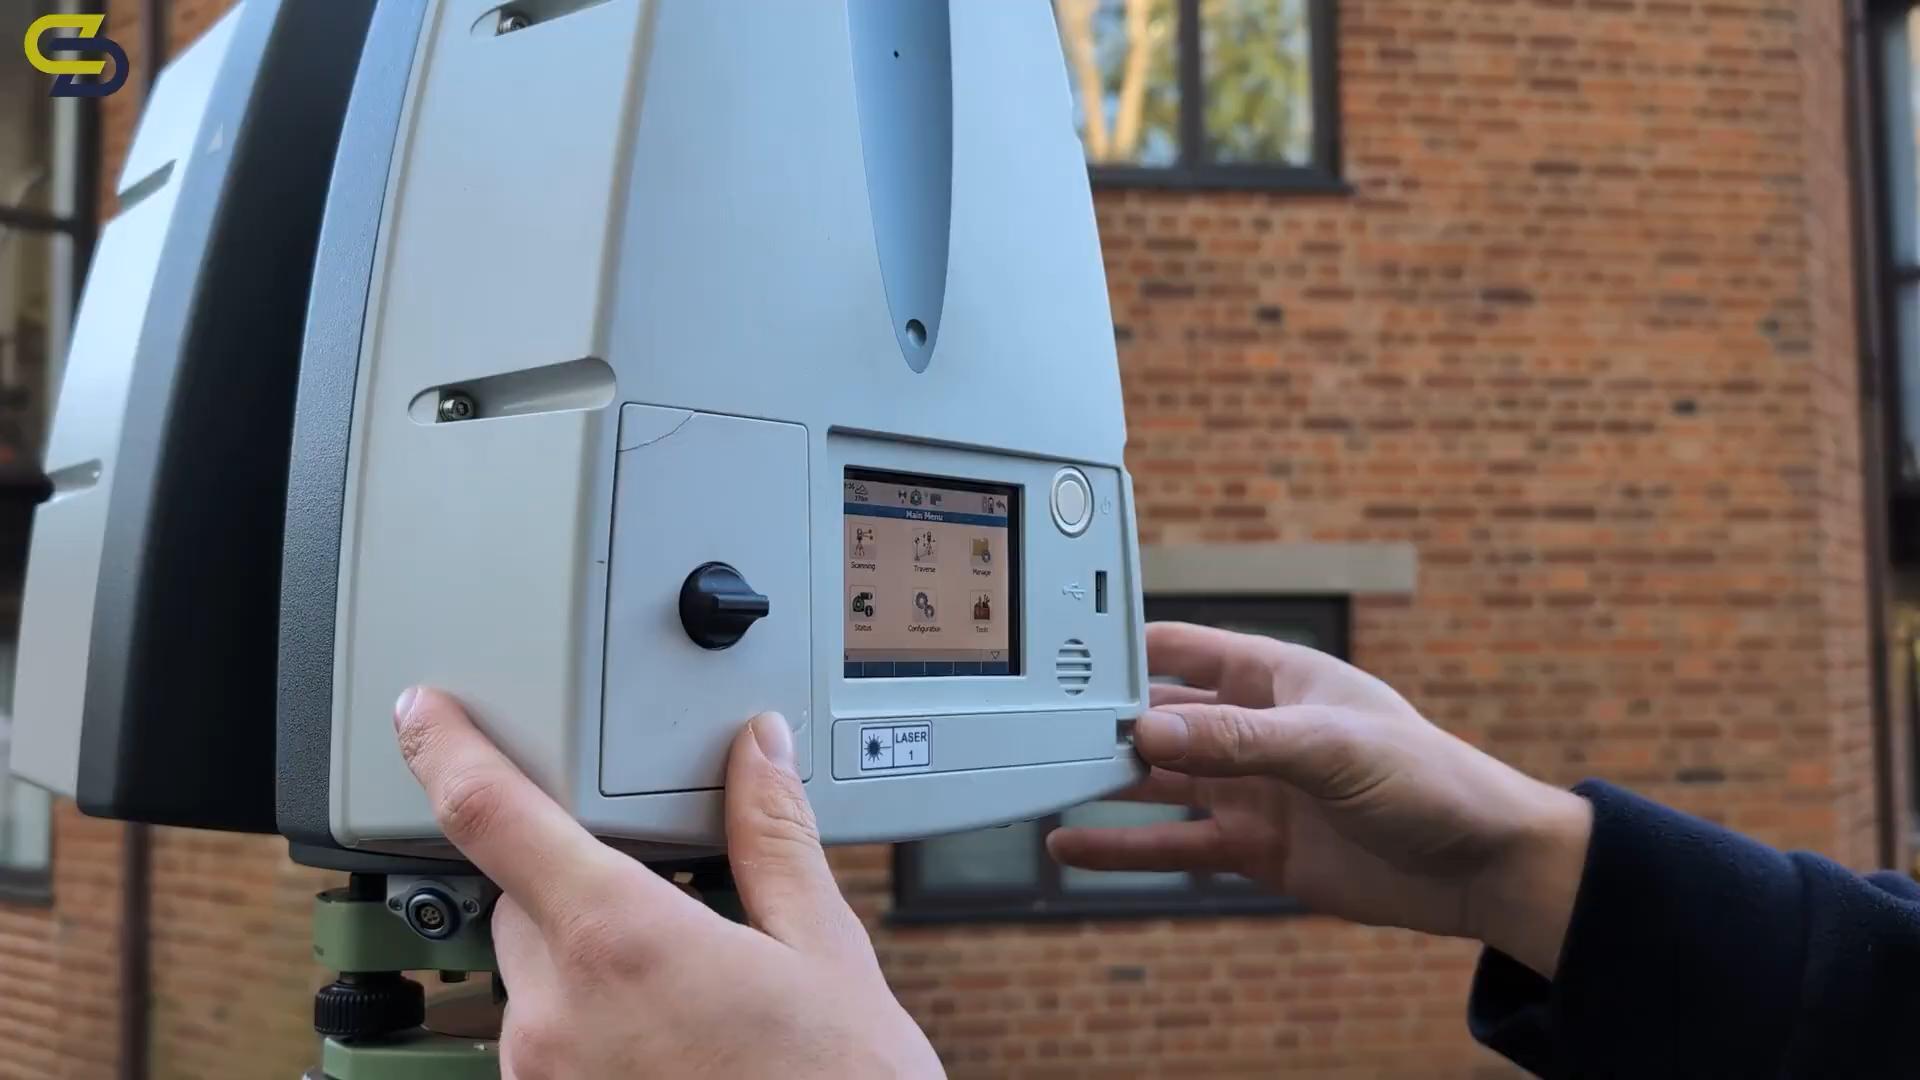 Main Menu
Scanning
Traverse
Manage
Status
Configuration
Tools
LASER
1